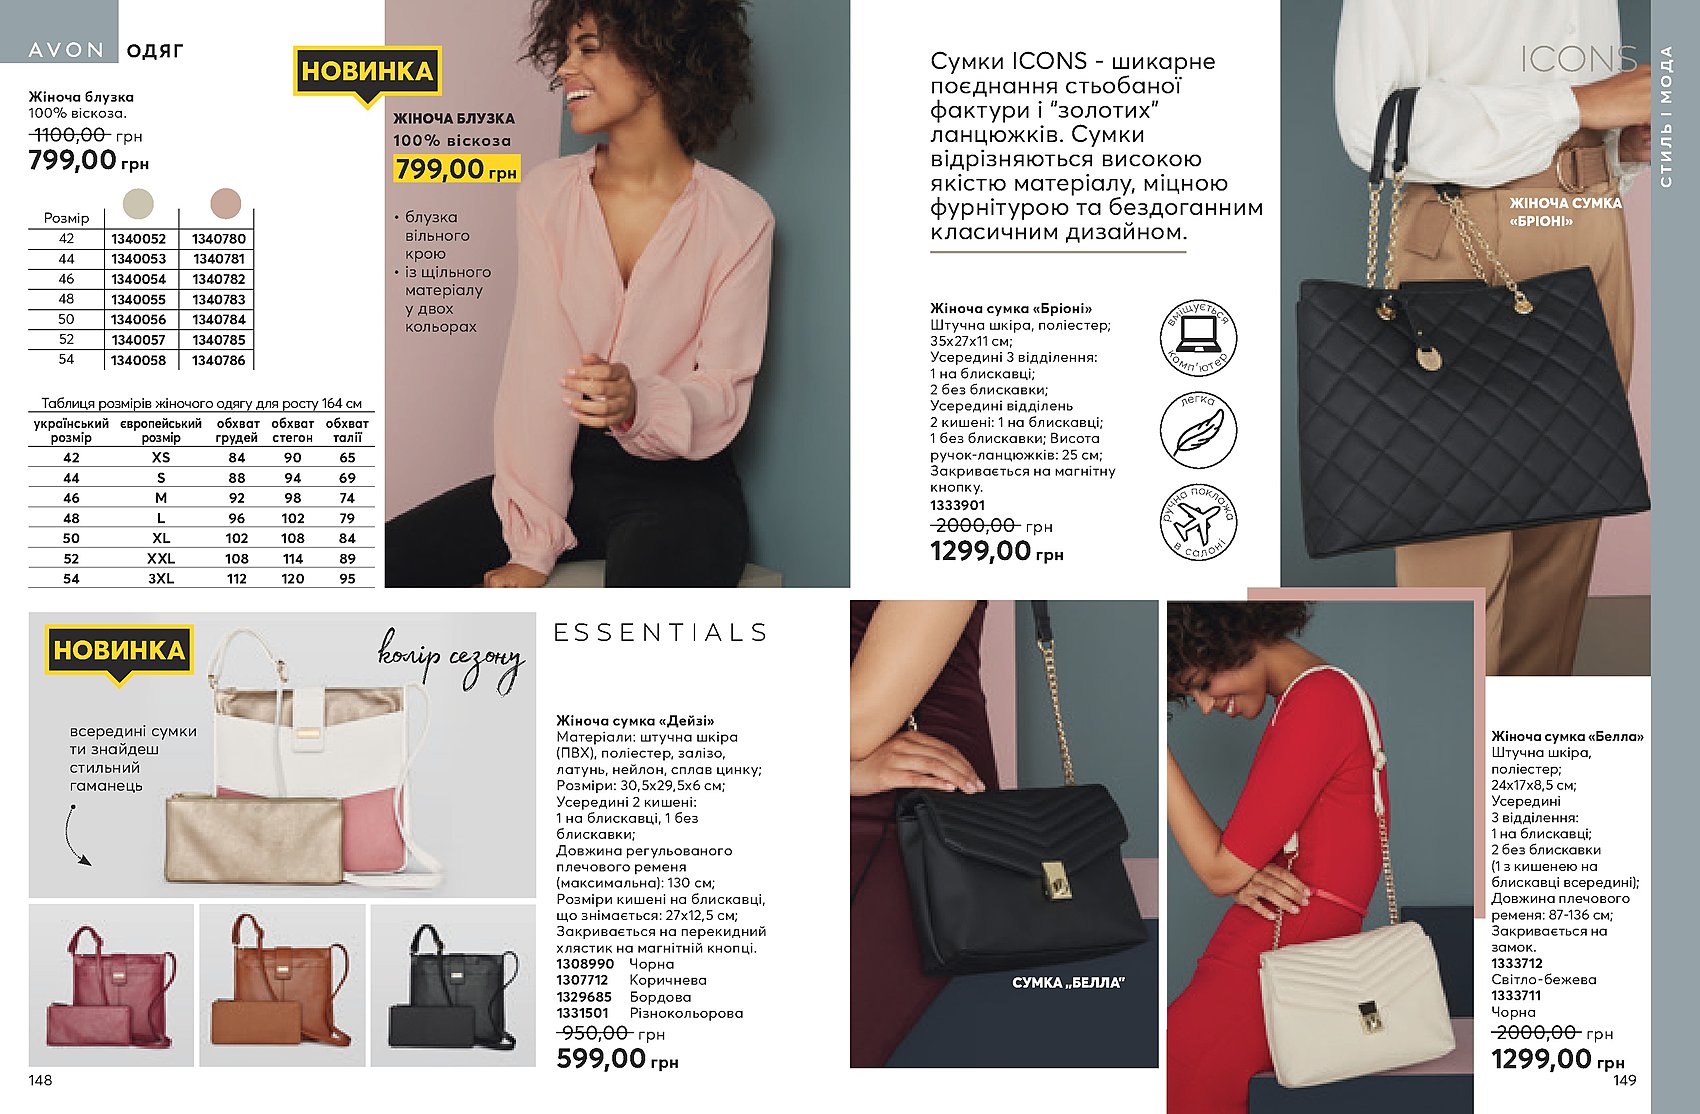 AVON ОДЯГ
Жіноча блузка
100% віскоза.
1100,00 грн
799,00 грн
Розмір
42 1340052 1340780
44 1340053 1340781
46 1340054 1340782
48 1340055 1340783
50 1340056 1340784
52 1340057 1340785
54 1340058 1340786
Таблиця розмірів жіночого одягу для росту 164 см
український розмір європейський розмір обхват грудей обхват стегон обхват талії
42 XS 84 90 65
44 S 88 94 69
46 M 92 98 74
48 L 96 102 79
50 XL 102 108 84
52 XXL 108 114 89
54 3XL 112 120 95
НОВИНКА
ЖІНОЧА БЛУЗКА
100% віскоза
799,00 грн
• блузка
вільного
крою
• із щільного
матеріалу
у двох
кольорах
НОВИНКА
колір сезону
всередині сумки
ти знайдеш
стильний
гаманець
ESSENTIALS
Жіноча сумка «Дейзі»
Матеріали: штучна шкіра
(ПВХ), поліестер, залізо,
латунь, нейлон, сплав цинку;
Розміри: 30,5х29,5х6 см;
Усередині 2 кишені:
1 на блискавці, 1 без
блискавки;
Довжина регульованого
плечового ременя
(максимальна): 130 см;
Розміри кишені на блискавці,
що знімається: 27х12,5 см;
Закривається на перекидний
хлястик на магнітній кнопці.
1308990 Чорна
1307712 Коричнева
1329685 Бордова
1331501 Різнокольорова
950,00 грн
599,00 грн
148
Сумки ICONS - шикарне
поєднання стьобаної
фактури і "золотих"
ланцюжків. Сумки
відрізняються високою
якістю матеріалу, міцною
фурнітурою та бездоганним
класичним дизайном.
Жіноча сумка «Бріоні»
Штучна шкіра, поліестер;
35х27х11 см;
Усередині 3 відділення:
1 на блискавці;
2 без блискавки;
Усередині відділень
2 кишені: 1 на блискавці;
1 без блискавки; Висота
ручок-ланцюжків: 25 см;
Закривається на магнітну
кнопку.
1333901
2000,00 грн
1299,00 грн
вміщується
комп'ютер
легка
ручна поклажа
в салоні
ICONS
СТИЛЬ І МОДА
ЖІНОЧА СУМКА
«БРІОНІ»
СУМКА „БЕЛЛА"
Жіноча сумка «Белла»
Штучна шкіра,
поліестер;
24х17х8,5 см;
Усередині
3 відділення:
1 на блискавці;
2 без блискавки
(1 з кишенею на
блискавці всередині);
Довжина плечового
ременя: 87-136 см;
Закривається на
замок.
1333712
Світло-бежева
1333711
Чорна
2000,00 грн
1299,00 грн
149